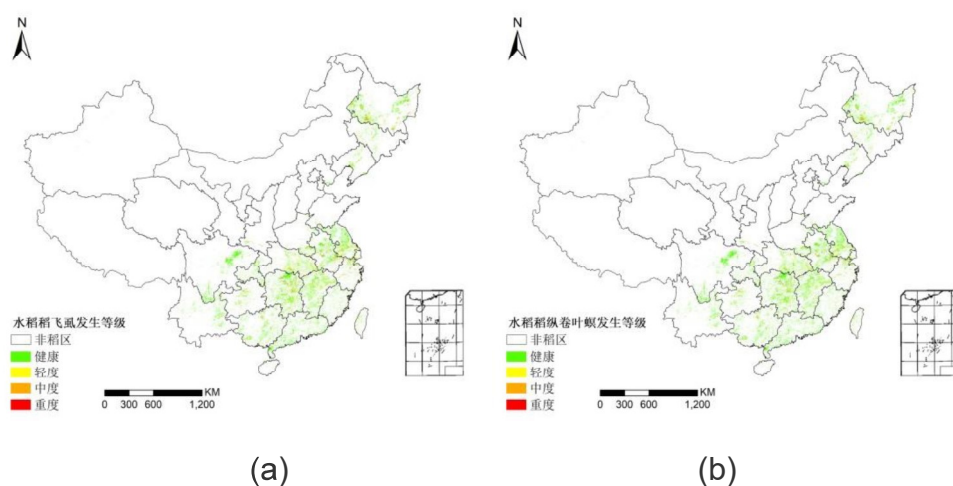 N
水稻稻飞虱发生等级
非稻区
健康
轻度
中度
重度
KM
0 300 600 1,200
(a)
N
水稻稻纵卷叶螟发生等级
非稻区
健康
轻度
中度
重度
KM
0 300 600 1,200
(b)